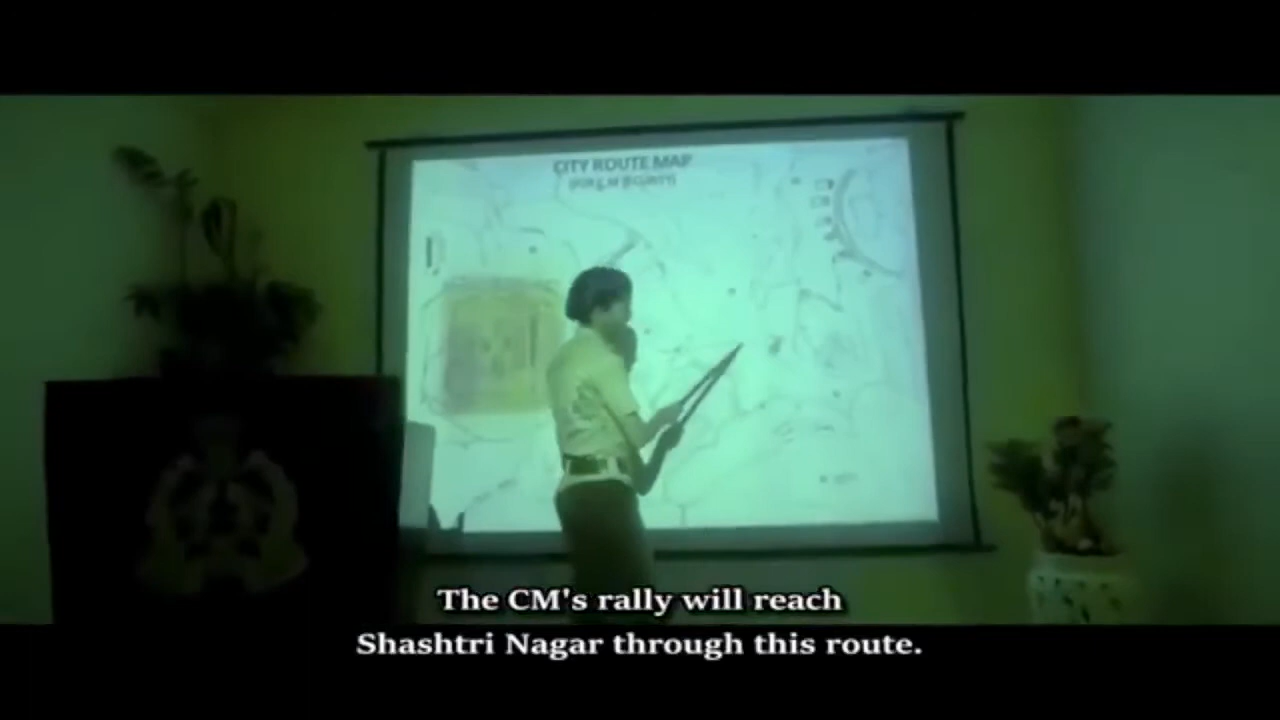 CITY ROUTE MAP
The CM's rally will reach
Shashtri Nagar through this route.